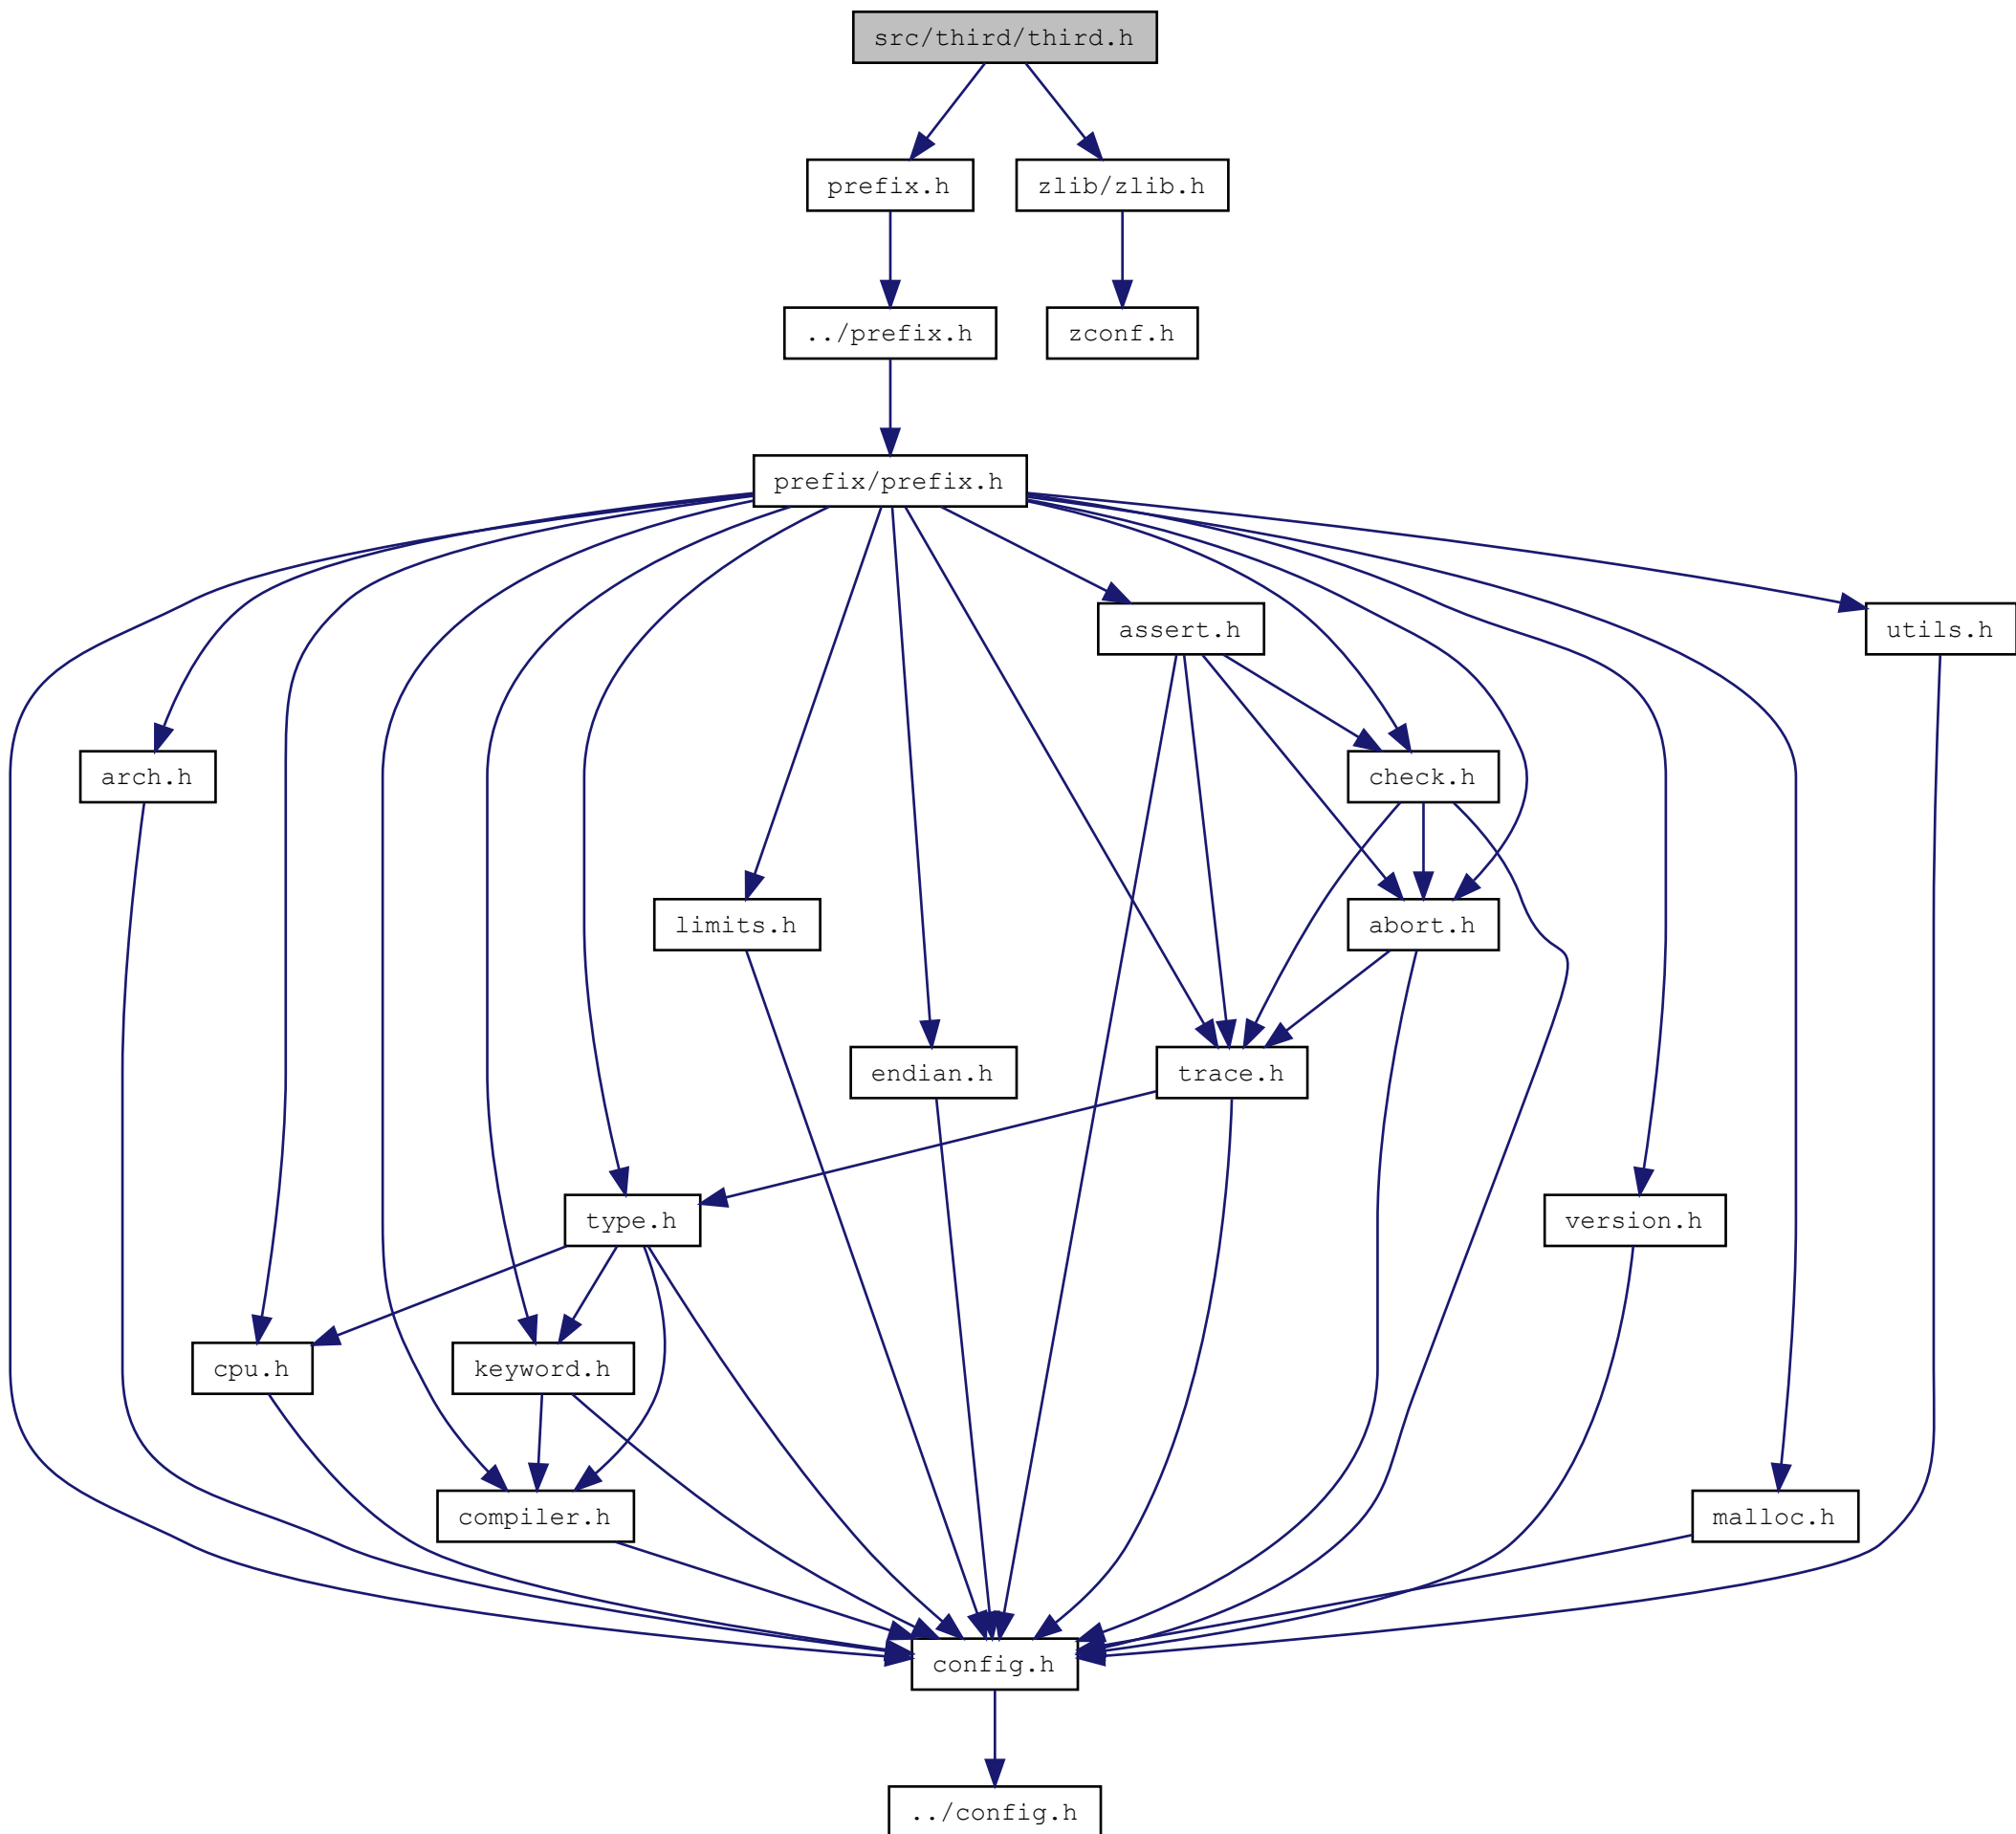 src/third/third.h
prefix.h
zlib/zlib.h
../prefix.h
zconf.h
prefix/prefix.h
assert.h
utils.h
arch.h
check.h
limits.h
abort.h
endian.h
trace.h
type.h
version.h
cpu.h
keyword.h
compiler.h
malloc.h
config.h
../config.h